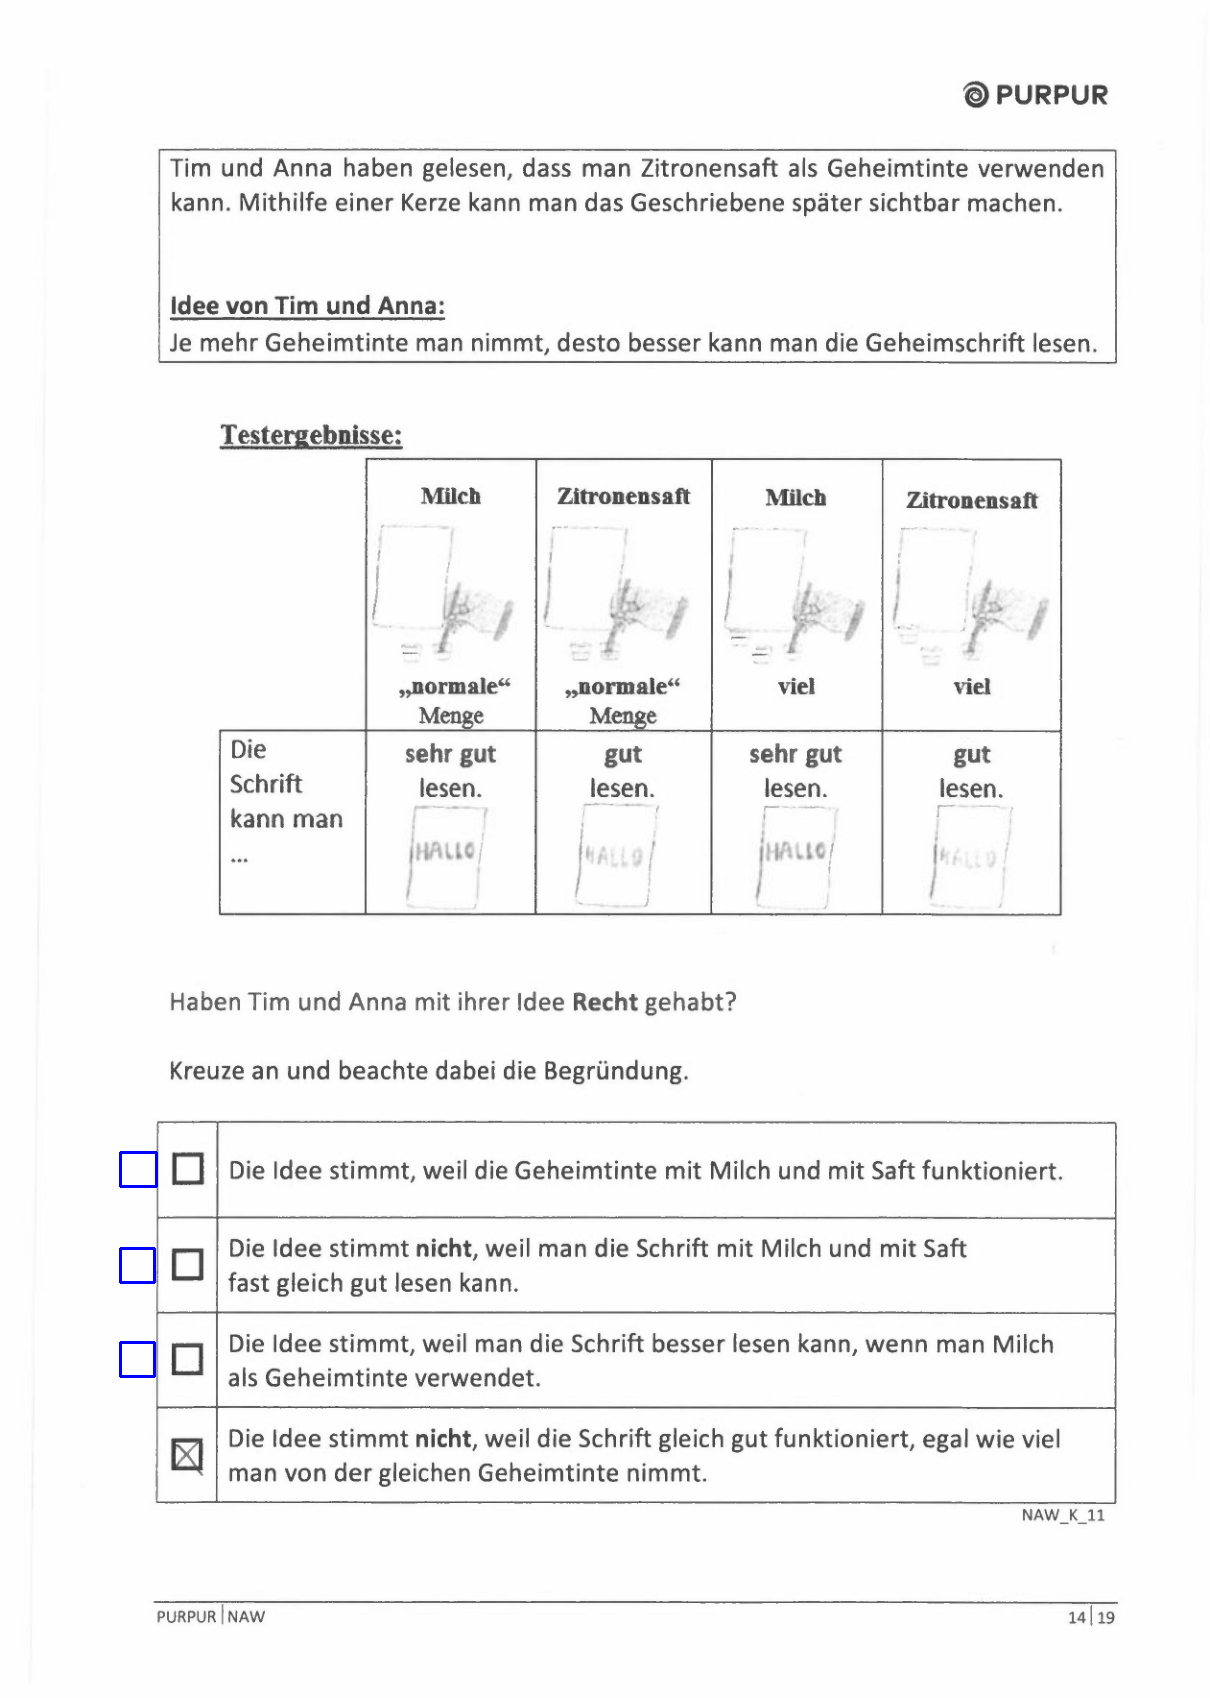 PURPUR
Tim und Anna haben gelesen, dass man Zitronensaft als Geheimtinte verwenden
kann. Mithilfe einer Kerze kann man das Geschriebene später sichtbar machen.
Idee von Tim und Anna:
Je mehr Geheimtinte man nimmt, desto besser kann man die Geheimschrift lesen.
Testergebnisse:
Milch Zitronensaft Milch Zitronensaft
„normale“ „normale“ viel viel
Menge Menge
Die sehr gut gut sehr gut gut
Schrift lesen. lesen. lesen. lesen.
kann man
...
HALLO HALLO HALLO HALLO
Haben Tim und Anna mit ihrer Idee Recht gehabt?
Kreuze an und beachte dabei die Begründung.
Die Idee stimmt, weil die Geheimtinte mit Milch und mit Saft funktioniert.
Die Idee stimmt nicht, weil man die Schrift mit Milch und mit Saft
fast gleich gut lesen kann.
Die Idee stimmt, weil man die Schrift besser lesen kann, wenn man Milch
als Geheimtinte verwendet.
Die Idee stimmt nicht, weil die Schrift gleich gut funktioniert, egal wie viel
man von der gleichen Geheimtinte nimmt.
NAW_K_11
PURPUR | NAW 14 | 19